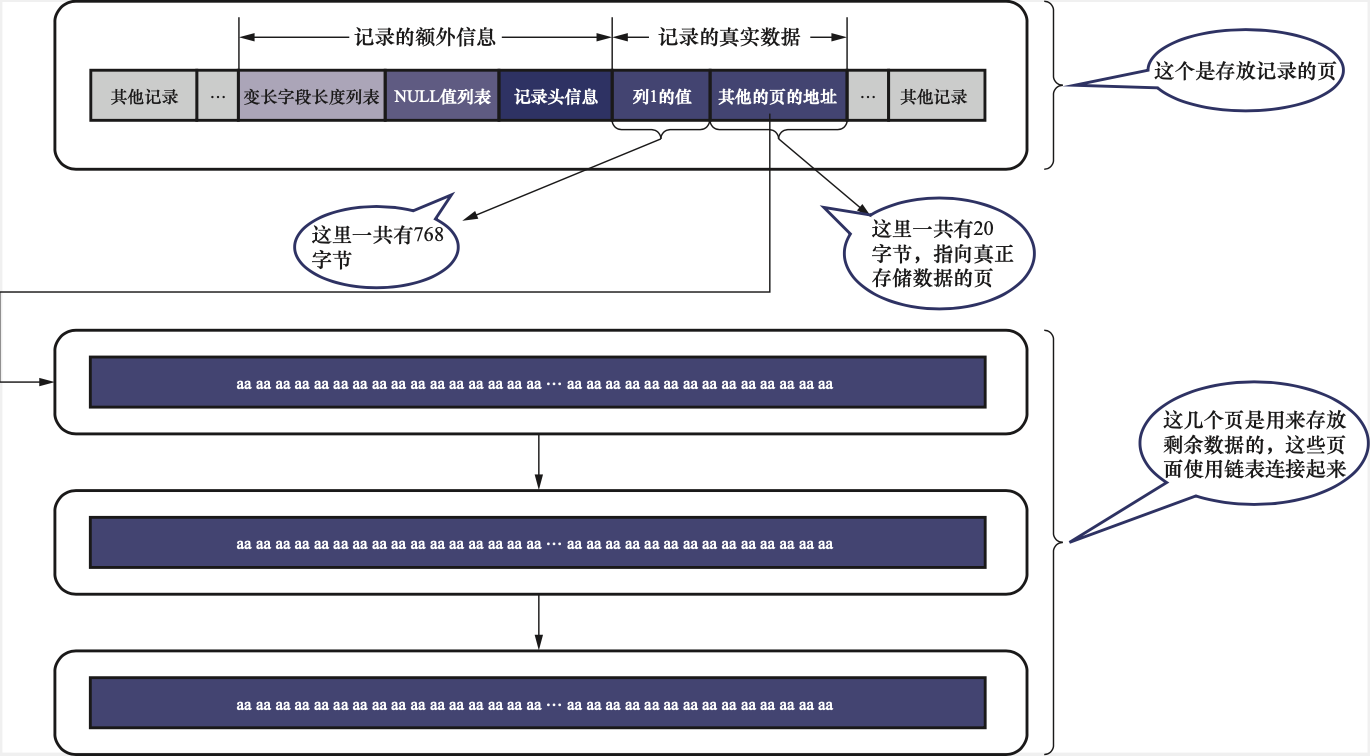 记录的额外信息
记录的真实数据
其他记录
…
变长字段长度列表
NULL值列表
记录头信息
列1的值
其他的页的地址
…
其他记录
这个是存放记录的页
这里一共有768
字节
这里一共有20
字节，指向真正
存储数据的页
aa aa aa aa aa aa aa aa aa aa aa aa aa aa aa aa … aa aa aa aa aa aa aa aa aa aa aa aa aa aa
这几个页是用来存放
剩余数据的，这些页
面使用链表连接起来
aa aa aa aa aa aa aa aa aa aa aa aa aa aa aa aa … aa aa aa aa aa aa aa aa aa aa aa aa aa aa
aa aa aa aa aa aa aa aa aa aa aa aa aa aa aa aa … aa aa aa aa aa aa aa aa aa aa aa aa aa aa